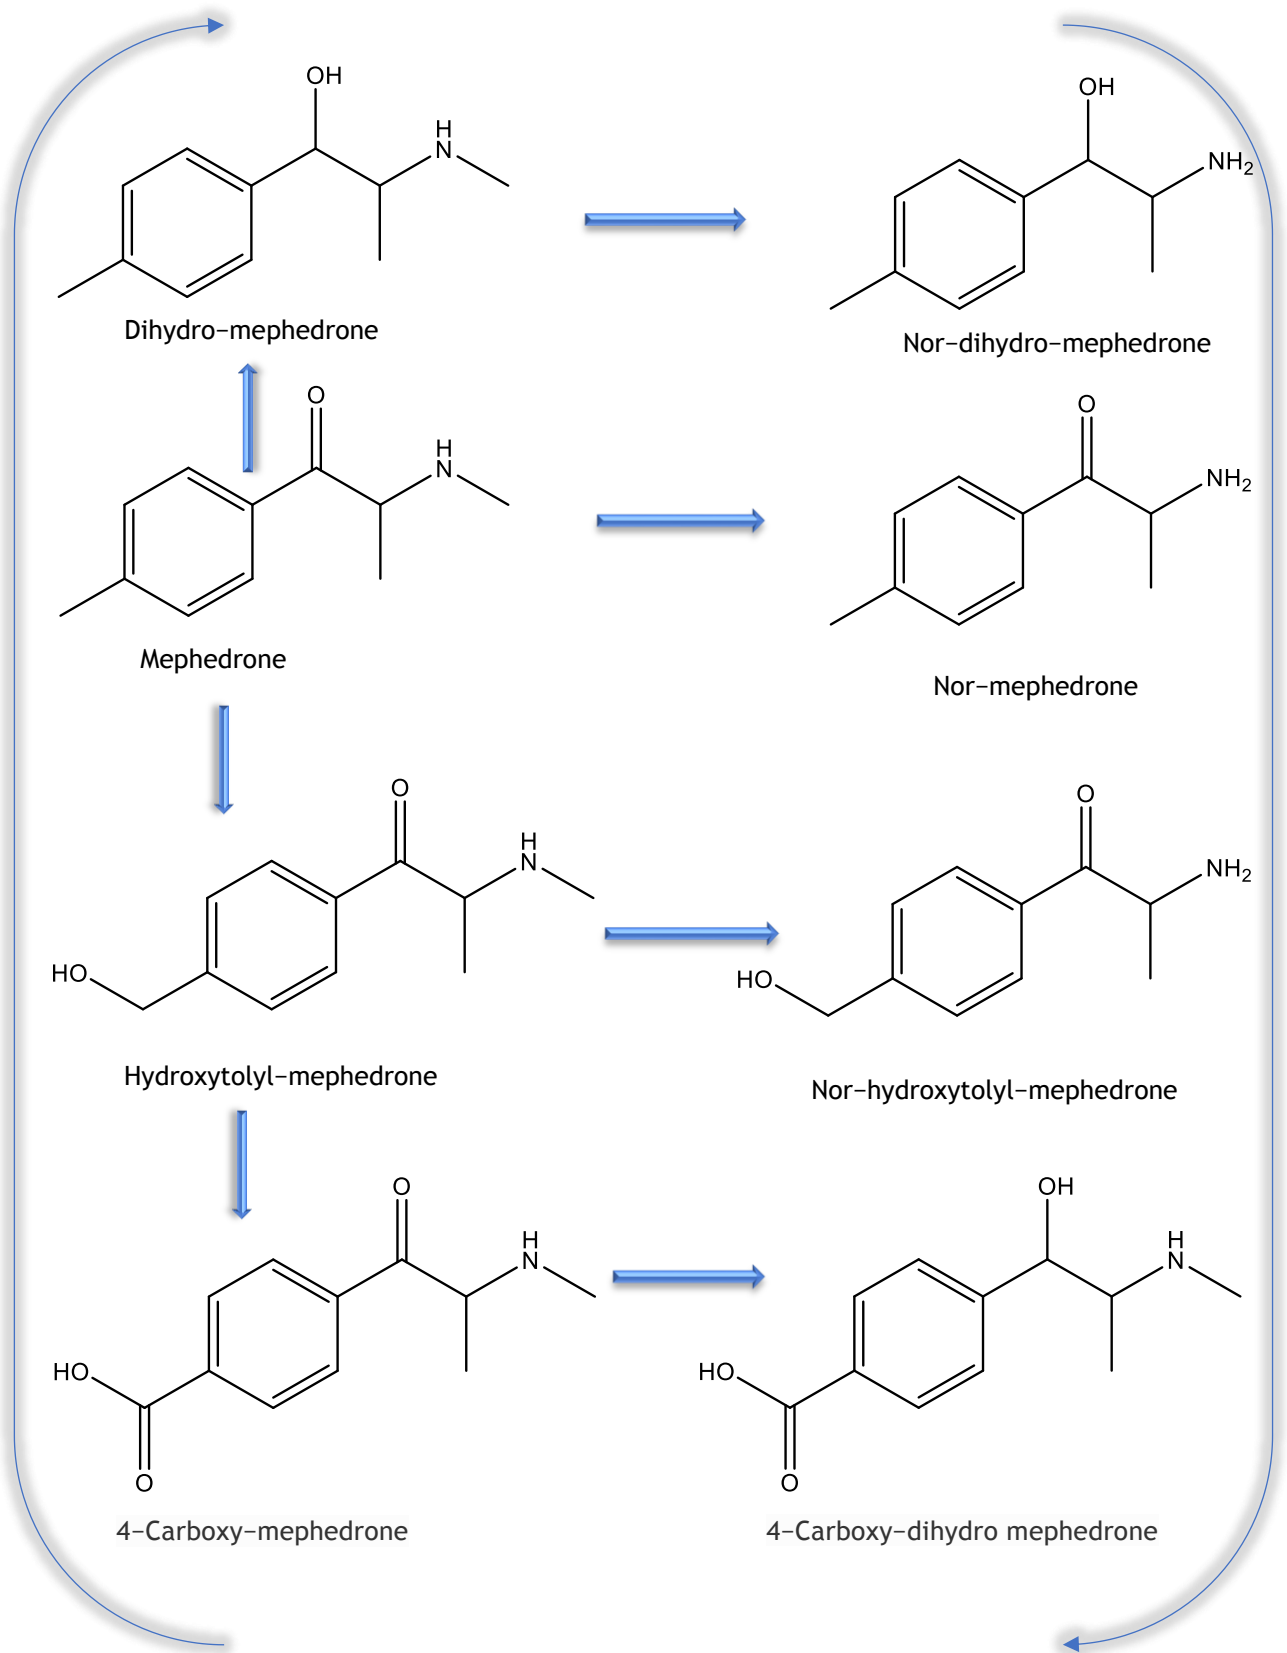 OH
H
N
Dihydro-mephedrone
OH
NH2
Nor-dihydro-mephedrone
O
H
N
Mephedrone
O
NH2
Nor-mephedrone
O
H
N
HO
Hydroxytolyl-mephedrone
O
NH2
HO
Nor-hydroxytolyl-mephedrone
O
H
N
HO
O
4-Carboxy-mephedrone
OH
H
N
HO
O
4-Carboxy-dihydro mephedrone